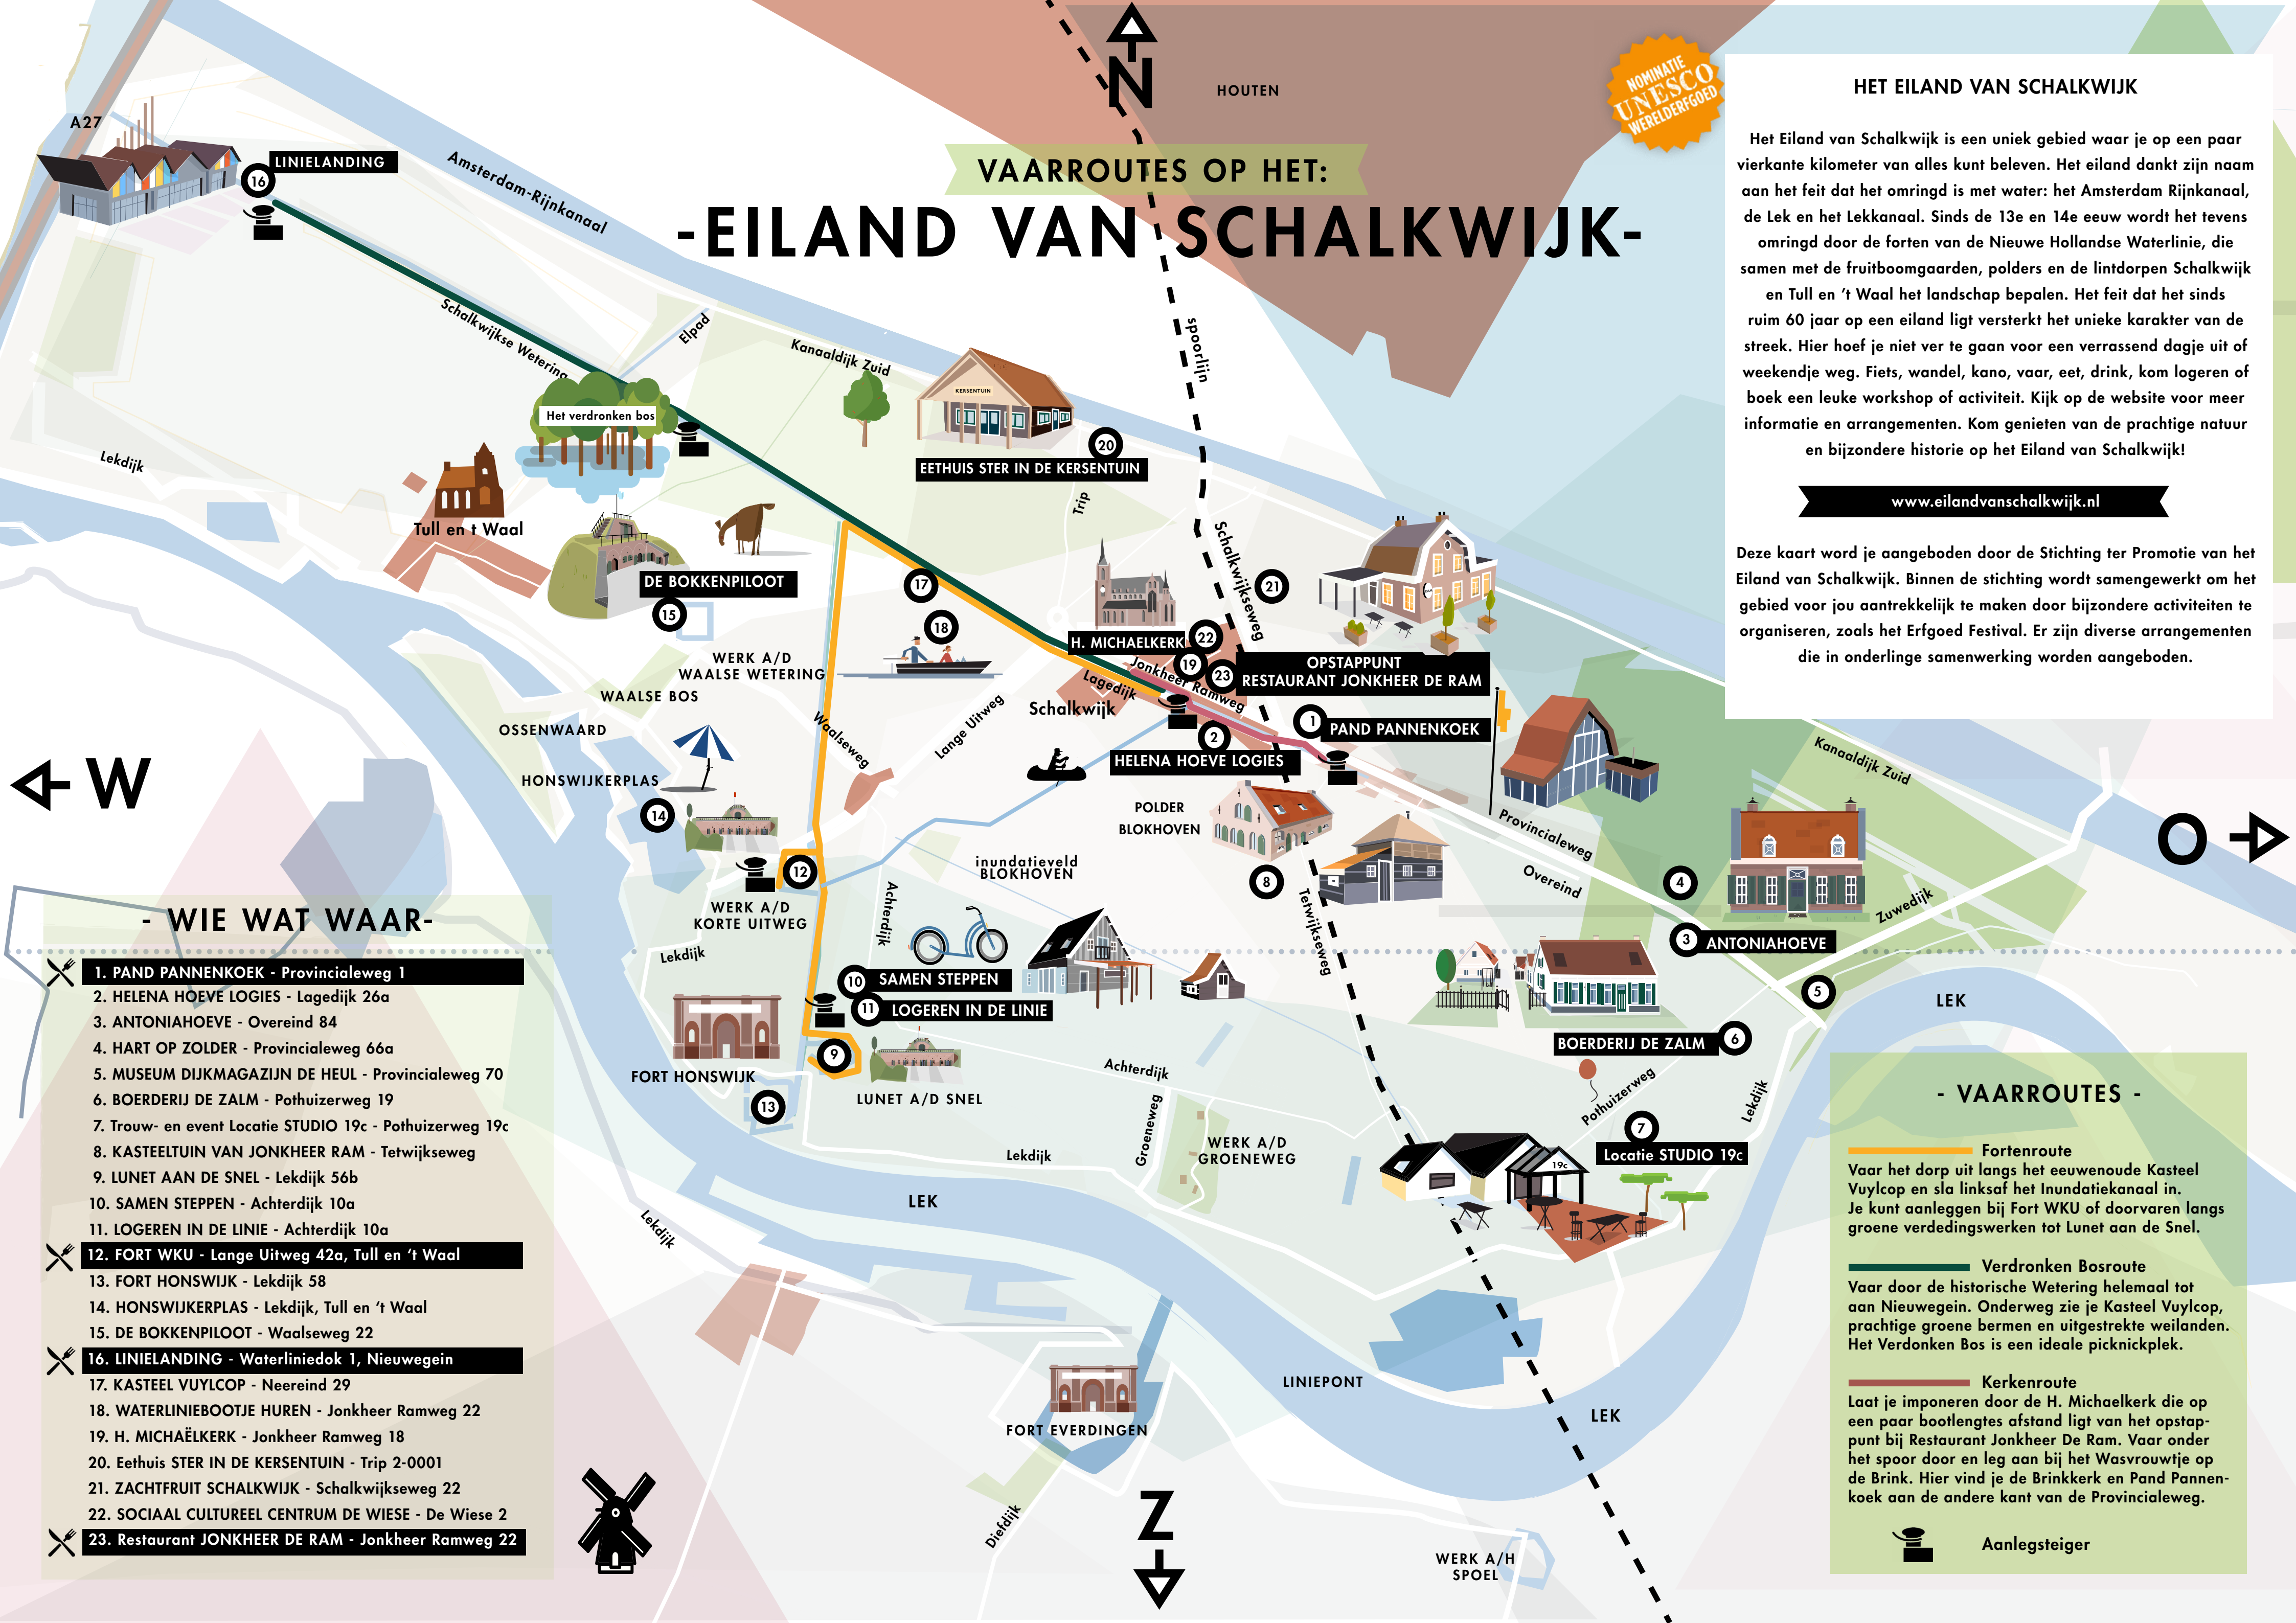 N
HOUTEN
VAARROUTES OP HET:
-EILAND VAN SCHALKWIJK-
NOMINATIE
UNESCO
WERELDERFGOED
HET EILAND VAN SCHALKWIJK
Het Eiland van Schalkwijk is een uniek gebied waar je op een paar
vierkante kilometer van alles kunt beleven. Het eiland dankt zijn naam
aan het feit dat het omringd is met water: het Amsterdam Rijnkanaal,
de Lek en het Lekkanaal. Sinds de 13e en 14e eeuw wordt het tevens
omringd door de forten van de Nieuwe Hollandse Waterlinie, die
samen met de fruitboomgaarden, polders en de lintdorpen Schalkwijk
en Tull en ’t Waal het landschap bepalen. Het feit dat het sinds
ruim 60 jaar op een eiland ligt versterkt het unieke karakter van de
streek. Hier hoef je niet ver te gaan voor een verrassend dagje uit of
weekendje weg. Fiets, wandel, kano, vaar, eet, drink, kom logeren of
boek een leuke workshop of activiteit. Kijk op de website voor meer
informatie en arrangementen. Kom genieten van de prachtige natuur
en bijzondere historie op het Eiland van Schalkwijk!
www.eilandvanschalkwijk.nl
Deze kaart word je aangeboden door de Stichting ter Promotie van het
Eiland van Schalkwijk. Binnen de stichting wordt samengewerkt om het
gebied voor jou aantrekkelijk te maken door bijzondere activiteiten te
organiseren, zoals het Erfgoed Festival. Er zijn diverse arrangementen
die in onderlinge samenwerking worden aangeboden.
A27
16
LINIELANDING
Amsterdam-Rijnkanaal
Schalkwijkse Wetering
Elpad
Kanaaldijk Zuid
spoorlijn
KERSENTUIN
20
EETHUIS STER IN DE KERSENTUIN
Het verdronken bos
Lekdijk
Tull en t Waal
Trip
Schalkwijkseweg
21
DE BOKKENPILOOT
15
17
18
H. MICHAELKERK
22
19
23
OPSTAPPUNT
RESTAURANT JONKHEER DE RAM
Jonkheer Ramweg
Lagedijk
Schalkwijk
WERK A/D
WAALSE WETERING
WAALSE BOS
OSSENWAARD
HONSWIJKERPLAS
14
Waalseweg
Lange Uitweg
1
PAND PANNENKOEK
2
HELENA HOEVE LOGIES
W
O
POLDER
BLOKHOVEN
Kanaaldijk Zuid
Provincialeweg
Overeind
inundatieveld
BLOKHOVEN
8
Tetwijkseweg
4
Zuwedijk
3
ANTONIAHOEVE
5
LEK
12
WERK A/D
KORTE UITWEG
Achterdijk
Lekdijk
10
SAMEN STEPPEN
11
LOGEREN IN DE LINIE
9
FORT HONSWIJK
13
LUNET A/D SNEL
BOERDERIJ DE ZALM
6
Achterdijk
Groeneweg
WERK A/D
GROENEWEG
Pothuizerweg
Lekdijk
7
Locatie STUDIO 19c
19c
Lekdijk
LEK
Lekdijk
FORT EVERDINGEN
LINIEPONT
LEK
Diefdijk
Z
WERK A/H
SPOEL
- WIE WAT WAAR-
1. PAND PANNENKOEK - Provincialeweg 1
2. HELENA HOEVE LOGIES - Lagedijk 26a
3. ANTONIAHOEVE - Overeind 84
4. HART OP ZOLDER - Provincialeweg 66a
5. MUSEUM DIJKMAGAZIJN DE HEUL - Provincialeweg 70
6. BOERDERIJ DE ZALM - Pothuizerweg 19
7. Trouw- en event Locatie STUDIO 19c - Pothuizerweg 19c
8. KASTEELTUIN VAN JONKHEER RAM - Tetwijkseweg
9. LUNET AAN DE SNEL - Lekdijk 56b
10. SAMEN STEPPEN - Achterdijk 10a
11. LOGEREN IN DE LINIE - Achterdijk 10a
12. FORT WKU - Lange Uitweg 42a, Tull en ‘t Waal
13. FORT HONSWIJK - Lekdijk 58
14. HONSWIJKERPLAS - Lekdijk, Tull en ‘t Waal
15. DE BOKKENPILOOT - Waalseweg 22
16. LINIELANDING - Waterliniedok 1, Nieuwegein
17. KASTEEL VUYLCOP - Neereind 29
18. WATERLINIEBOOTJE HUREN - Jonkheer Ramweg 22
19. H. MICHAËLKERK - Jonkheer Ramweg 18
20. Eethuis STER IN DE KERSENTUIN - Trip 2-0001
21. ZACHTFRUIT SCHALKWIJK - Schalkwijkseweg 22
22. SOCIAAL CULTUREEL CENTRUM DE WIESE - De Wiese 2
23. Restaurant JONKHEER DE RAM - Jonkheer Ramweg 22
- VAARROUTES -
Fortenroute
Vaar het dorp uit langs het eeuwenoude Kasteel
Vuylcop en sla linksaf het Inundatiekanaal in.
Je kunt aanleggen bij Fort WKU of doorvaren langs
groene verdedingswerken tot Lunet aan de Snel.
Verdronken Bosroute
Vaar door de historische Wetering helemaal tot
aan Nieuwegein. Onderweg zie je Kasteel Vuylcop,
prachtige groene bermen en uitgestrekte weilanden.
Het Verdonken Bos is een ideale picknickplek.
Kerkenroute
Laat je imponeren door de H. Michaelkerk die op
een paar bootlengtes afstand ligt van het opstap-
punt bij Restaurant Jonkheer De Ram. Vaar onder
het spoor door en leg aan bij het Wasvrouwtje op
de Brink. Hier vind je de Brinkkerk en Pand Pannen-
koek aan de andere kant van de Provincialeweg.
Aanlegsteiger